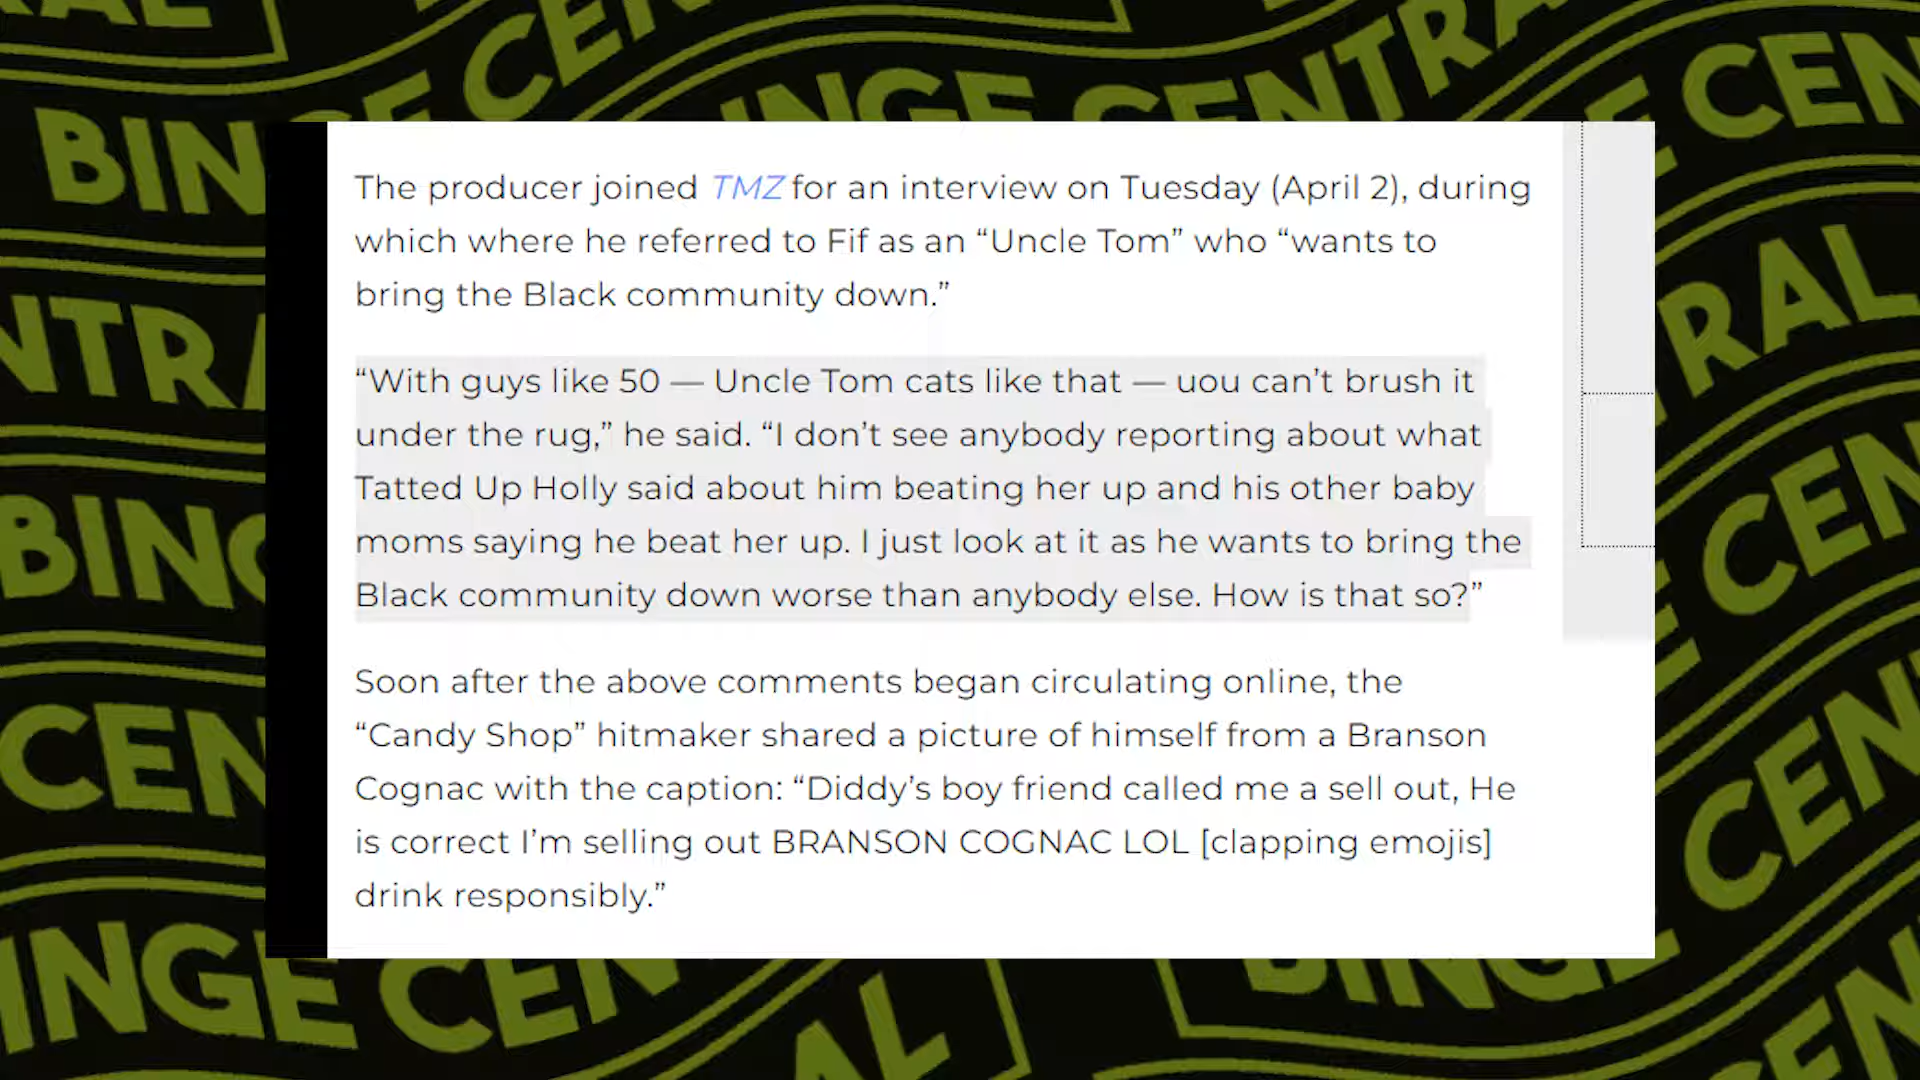 BINGE CENTRAL
The producer joined TMZ for an interview on Tuesday (April 2), during
which where he referred to Fif as an “Uncle Tom” who “wants to
bring the Black community down.”
“With guys like 50 — Uncle Tom cats like that — uou can’t brush it
under the rug,” he said. “I don’t see anybody reporting about what
Tatted Up Holly said about him beating her up and his other baby
moms saying he beat her up. I just look at it as he wants to bring the
Black community down worse than anybody else. How is that so?”
Soon after the above comments began circulating online, the
“Candy Shop” hitmaker shared a picture of himself from a Branson
Cognac with the caption: “Diddy’s boy friend called me a sell out, He
is correct I’m selling out BRANSON COGNAC LOL [clapping emojis]
drink responsibly.”